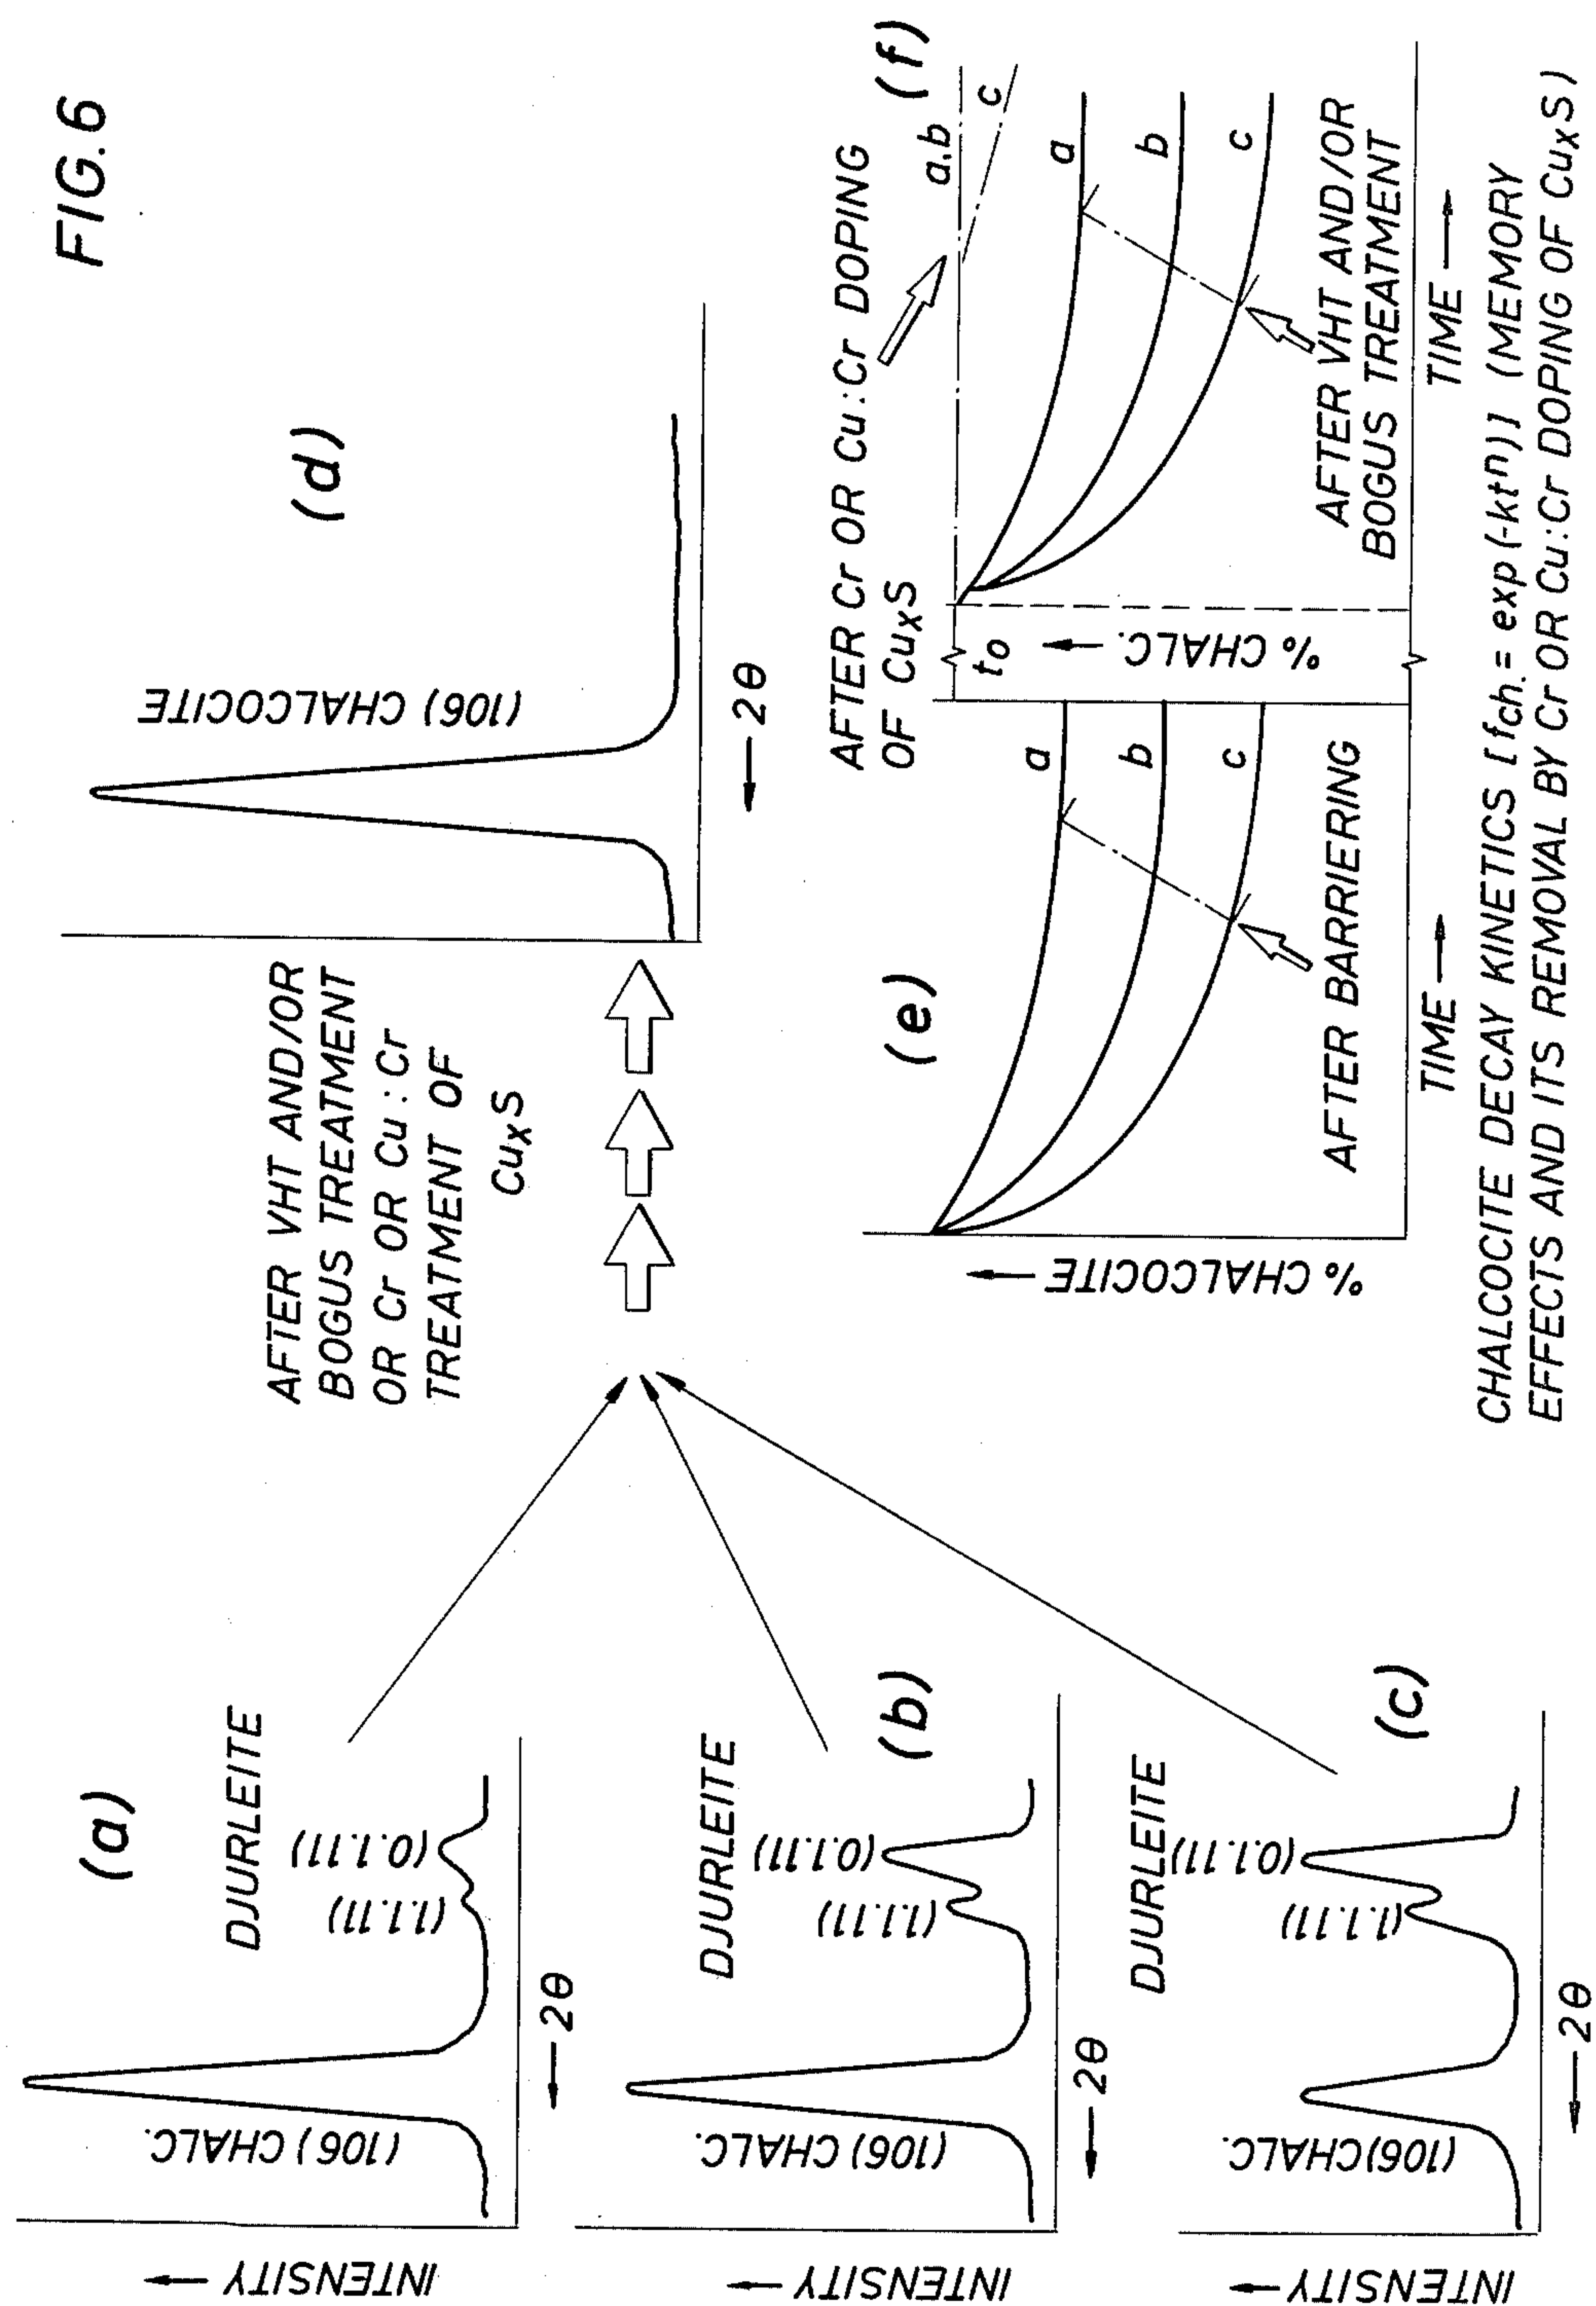 FIG.6
(a)
DJURLEITE
(1.1.11)
(0.1.11)
(106) CHALC.
INTENSITY
2θ
(b)
DJURLEITE
(1.1.11)
(0.1.11)
(106) CHALC.
INTENSITY
2θ
(c)
DJURLEITE
(1.1.11)
(0.1.11)
(106) CHALC.
INTENSITY
2θ
AFTER VHT AND/OR
BOGUS TREATMENT
OR Cr OR Cu:Cr
TREATMENT OF
CuxS
(d)
(106) CHALCOCITE
2θ
(e)
% CHALCOCITE
a
b
c
AFTER BARRIERING
TIME
AFTER Cr OR Cu:Cr DOPING
OF CuxS
(f)
a,b
c
to
% CHALC.
a
b
c
AFTER VHT AND/OR
BOGUS TREATMENT
TIME
CHALCOCITE DECAY KINETICS [fch.= exp(-ktn)] (MEMORY
EFFECTS AND ITS REMOVAL BY Cr OR Cu:Cr DOPING OF CuxS)